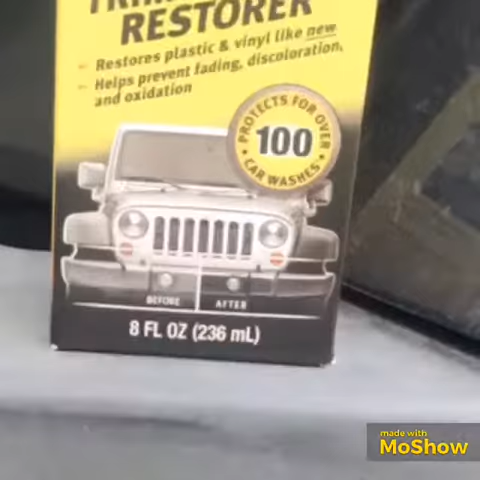 RESTORER
- Restores plastic & vinyl like new
- Helps prevent fading, discoloration,
and oxidation
PROTECTS FOR OVER
100
CAR WASHES
BEFORE AFTER
8 FL OZ (236 mL)
made with
MoShow